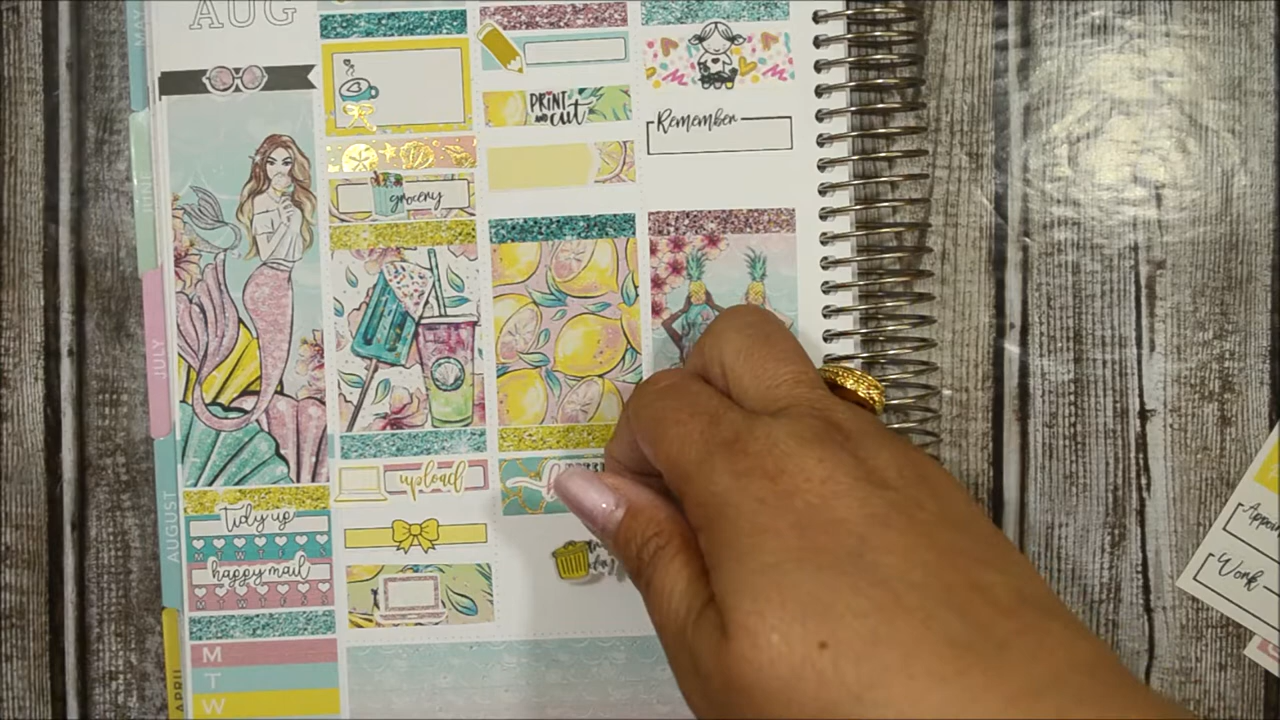 AUG
MAY
JUNE
JULY
AUGUST
APRIL
PRINT
AND cut
Remember
grocery
upload
tidy up
M T W T F S S
happy mail
M T W T F S S
M
T
W
Work